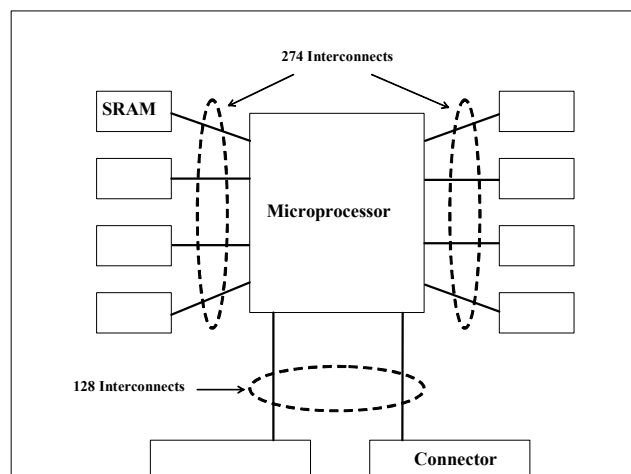 274 Interconnects
SRAM
Microprocessor
128 Interconnects
Connector